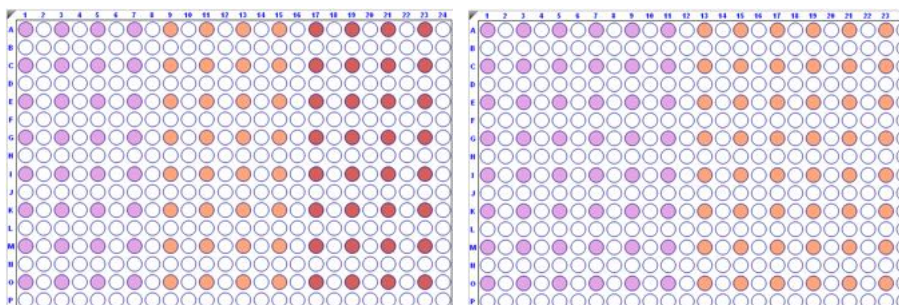 1 2 3 4 5 6 7 8 9 10 11 12 13 14 15 16 17 18 19 20 21 22 23 24
A
B
C
D
E
F
G
H
I
J
K
L
M
N
O
P
1 2 3 4 5 6 7 8 9 10 11 12 13 14 15 16 17 18 19 20 21 22 23
A
B
C
D
E
F
G
H
I
J
K
L
M
N
O
P